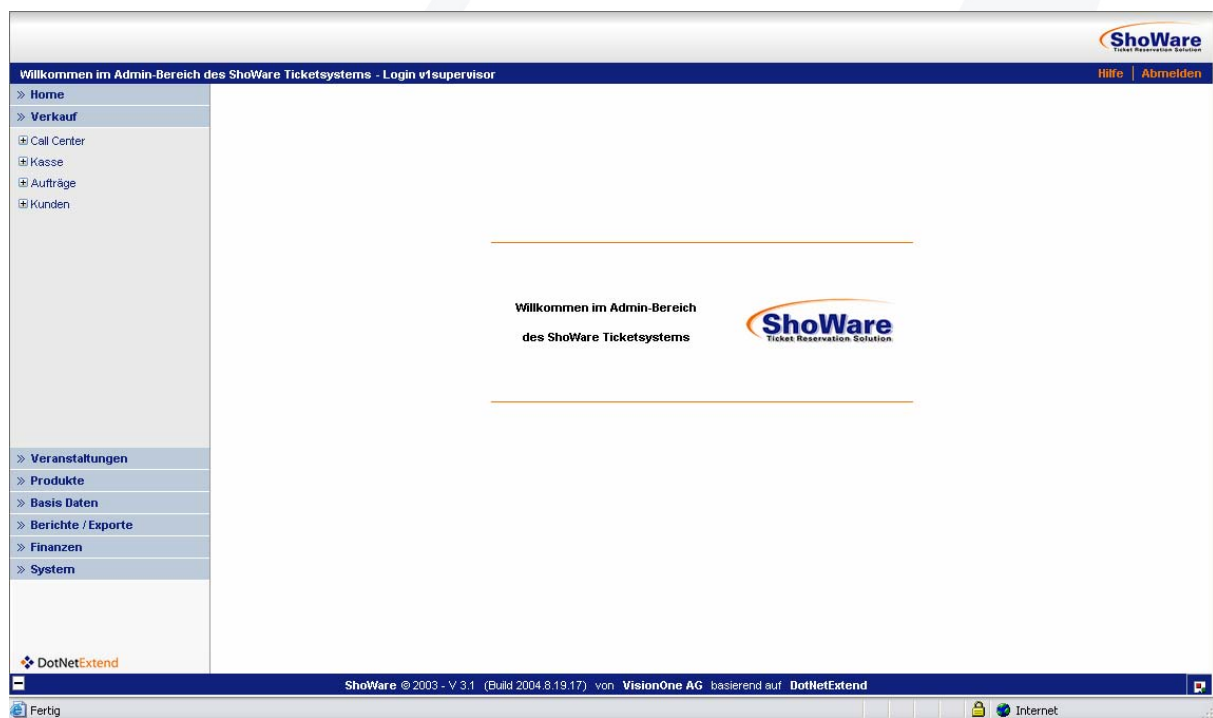 ShoWare
Ticket Reservation Solution
Willkommen im Admin-Bereich des ShoWare Ticketsystems - Login v1supervisor
Hilfe | Abmelden
» Home
» Verkauf
Call Center
Kasse
Aufträge
Kunden
Willkommen im Admin-Bereich
des ShoWare Ticketsystems
ShoWare
Ticket Reservation Solution
» Veranstaltungen
» Produkte
» Basis Daten
» Berichte / Exporte
» Finanzen
» System
DotNetExtend
ShoWare © 2003 - V 3.1 (Build 2004.8.19.17) von VisionOne AG basierend auf DotNetExtend
Fertig
Internet